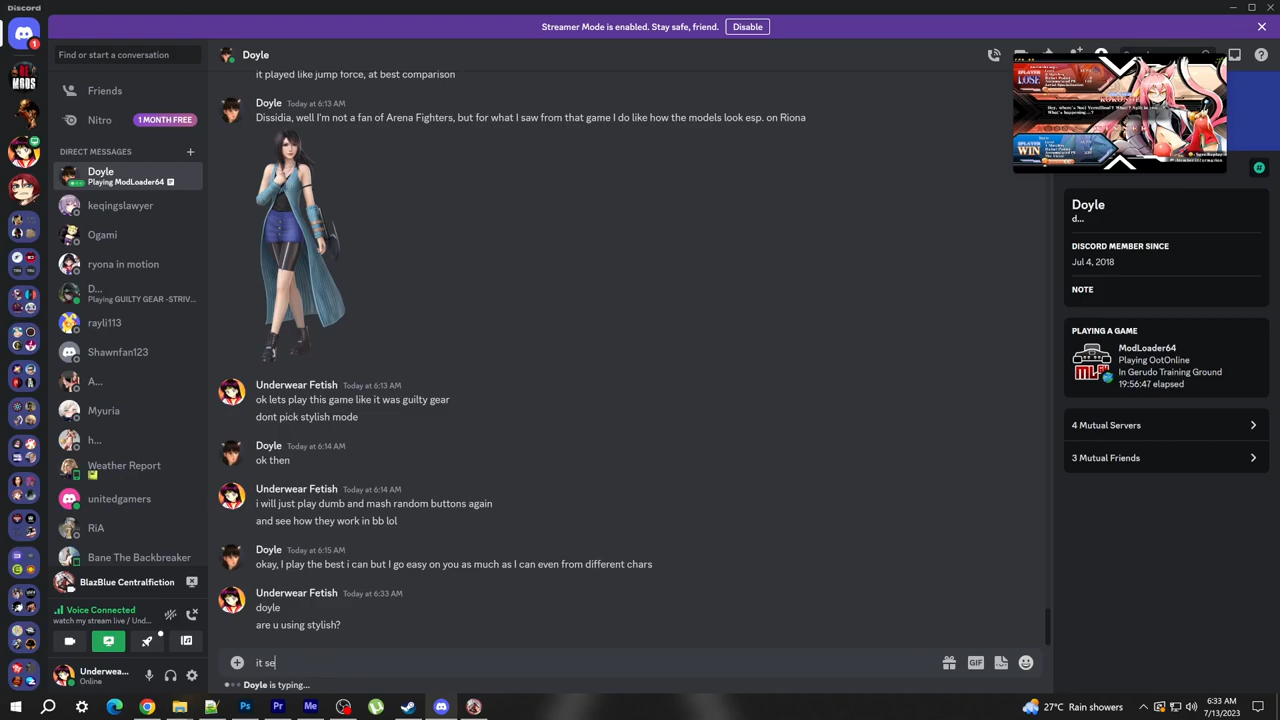 Discord
Streamer Mode is enabled. Stay safe, friend.
Disable
Find or start a conversation
Friends
Nitro
1 MONTH FREE
DIRECT MESSAGES
Doyle
Playing ModLoader64
keqingslawyer
Ogami
ryona in motion
D...
Playing GUILTY GEAR -STRIV...
rayli113
Shawnfan123
A...
Myuria
h...
Weather Report
unitedgamers
RiA
Bane The Backbreaker
BlazBlue Centralfiction
Voice Connected
watch my stream live / Und...
Underwea...
Online
Doyle
it played like jump force, at best comparison
Doyle Today at 6:13 AM
Dibsidia, well I'm not a fan of Arena Fighters, but for what I saw from that game I do like how the models look esp. on Riona
Underwear Fetish Today at 6:13 AM
ok lets play this game like it was guilty gear
dont pick stylish mode
Doyle Today at 6:14 AM
ok then
Underwear Fetish Today at 6:14 AM
i will just play dumb and mash random buttons again
and see how they work in bb lol
Doyle Today at 6:15 AM
okay, I play the best i can but I go easy on you as much as I can even from different chars
Underwear Fetish Today at 6:33 AM
doyle
are u using stylish?
it se
GIF
Doyle is typing...
LOSE
WIN
Doyle
d...
DISCORD MEMBER SINCE
Jul 4, 2018
NOTE
PLAYING A GAME
ModLoader64
Playing OotOnline
In Gerudo Training Ground
19:56:47 elapsed
4 Mutual Servers
3 Mutual Friends
27°C Rain showers
6:33 AM
7/13/2023